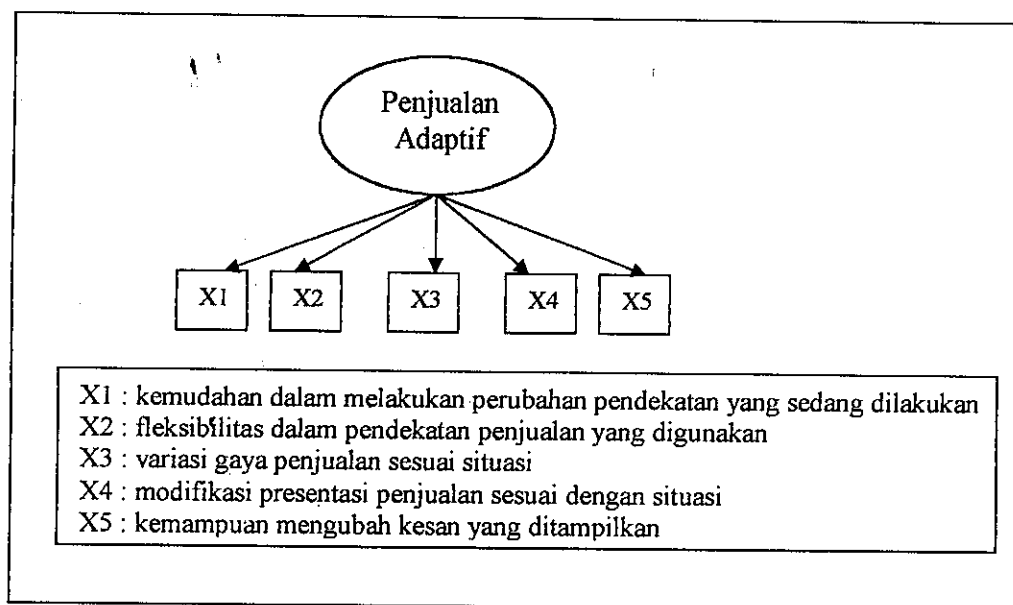 Penjualan
Adaptif
X1 X2 X3 X4 X5
X1 : kemudahan dalam melakukan perubahan pendekatan yang sedang dilakukan
X2 : fleksibilitas dalam pendekatan penjualan yang digunakan
X3 : variasi gaya penjualan sesuai situasi
X4 : modifikasi presentasi penjualan sesuai dengan situasi
X5 : kemampuan mengubah kesan yang ditampilkan